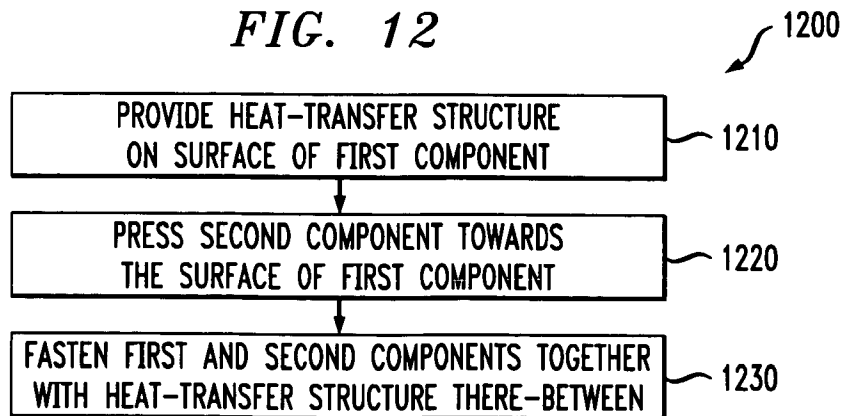 FIG. 12
1200
PROVIDE HEAT-TRANSFER STRUCTURE
ON SURFACE OF FIRST COMPONENT
1210
PRESS SECOND COMPONENT TOWARDS
THE SURFACE OF FIRST COMPONENT
1220
FASTEN FIRST AND SECOND COMPONENTS TOGETHER
WITH HEAT-TRANSFER STRUCTURE THERE-BETWEEN
1230